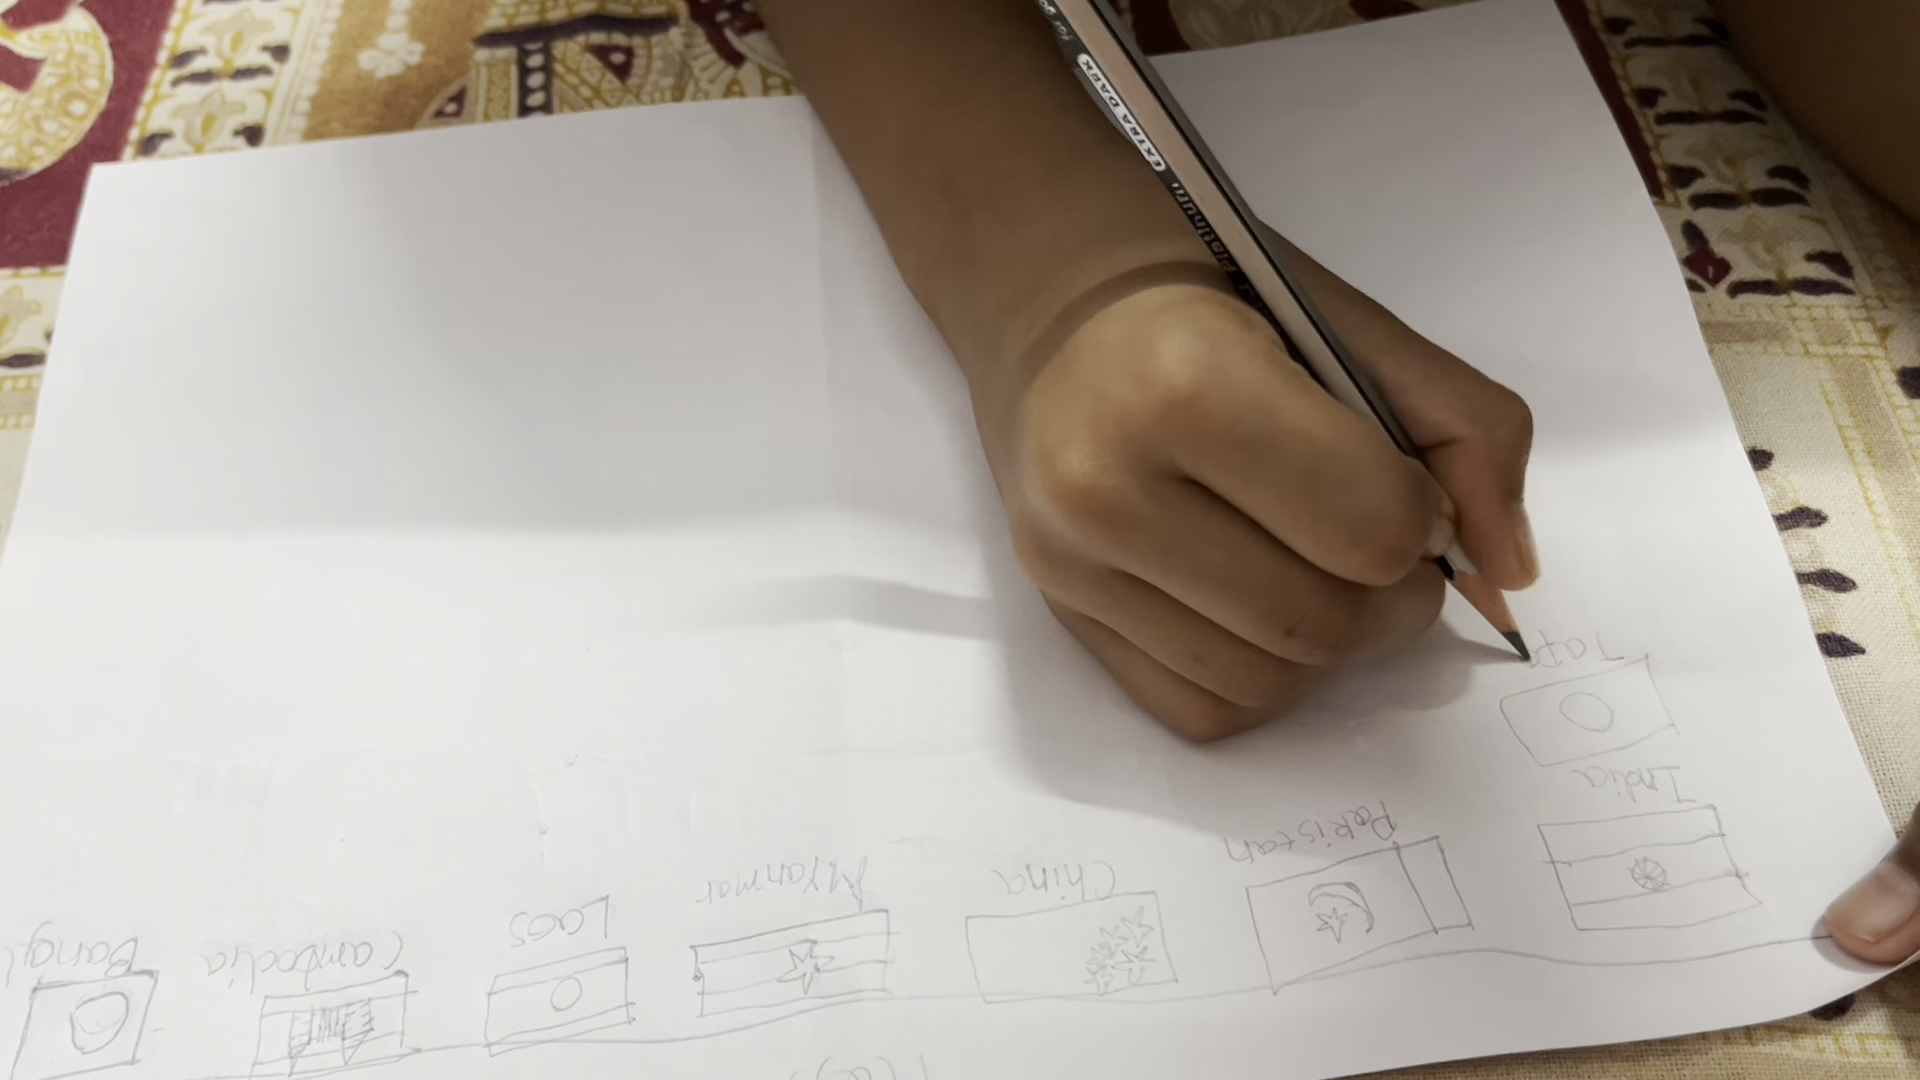 India
Pakistan
China
Myanmar
Laos
Cambodia
Bangl
Jap
EXTRA DARK
Platinum